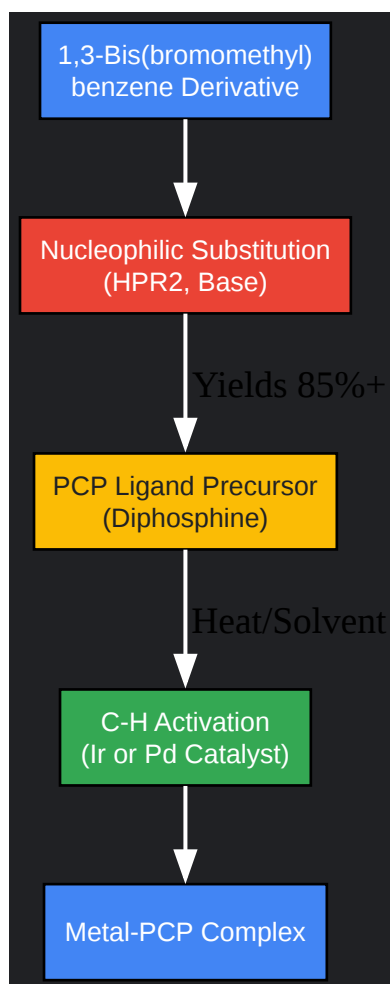 1,3-Bis(bromomethyl)
benzene Derivative
Nucleophilic Substitution
(HPR2, Base)
Yields 85%+
PCP Ligand Precursor
(Diphosphine)
Heat/Solvent
C-H Activation
(Ir or Pd Catalyst)
Metal-PCP Complex